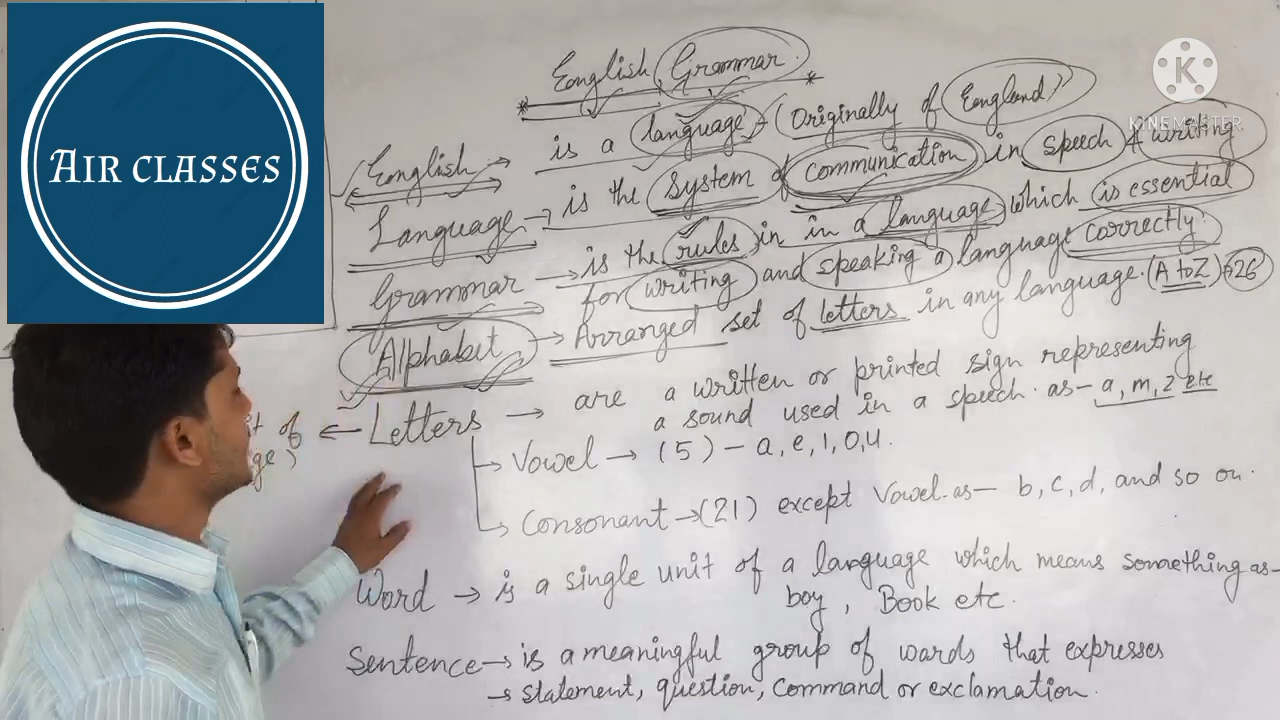 AIR CLASSES
KINEMASTER
English Grammar
English → is a language - (Originally of England)
Language → is the system of communication in speech & writing
Grammar → is the rules in in a language which is essential
for writing and speaking a language correctly.
Alphabet → Arranged set of letters in any language. (A to Z) → 26
of ← Letters → are a written or printed sign representing
a sound used in a speech. as - a, m, z etc
→ Vowel → (5) - a, e, i, o, u.
→ Consonant → (21) except Vowel. as - b, c, d, and so on.
Word → is a single unit of a language which means something as -
boy, Book etc.
Sentence → is a meaningful group of words that expresses
→ statement, question, command or exclamation.